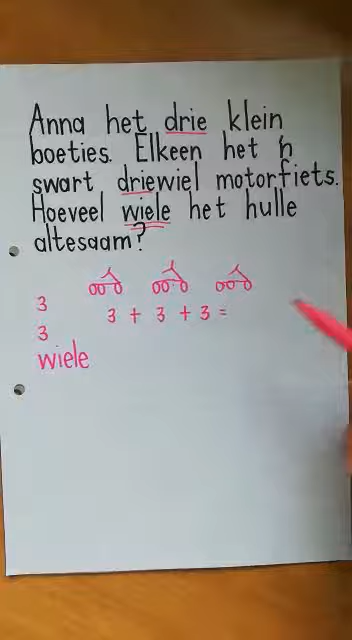 Anna het drie klein
boeties. Elkeen het 'n
swart driewiel motorfiets.
Hoeveel wiele het hulle
altesaam?
3
3 + 3 + 3 =
3
wiele